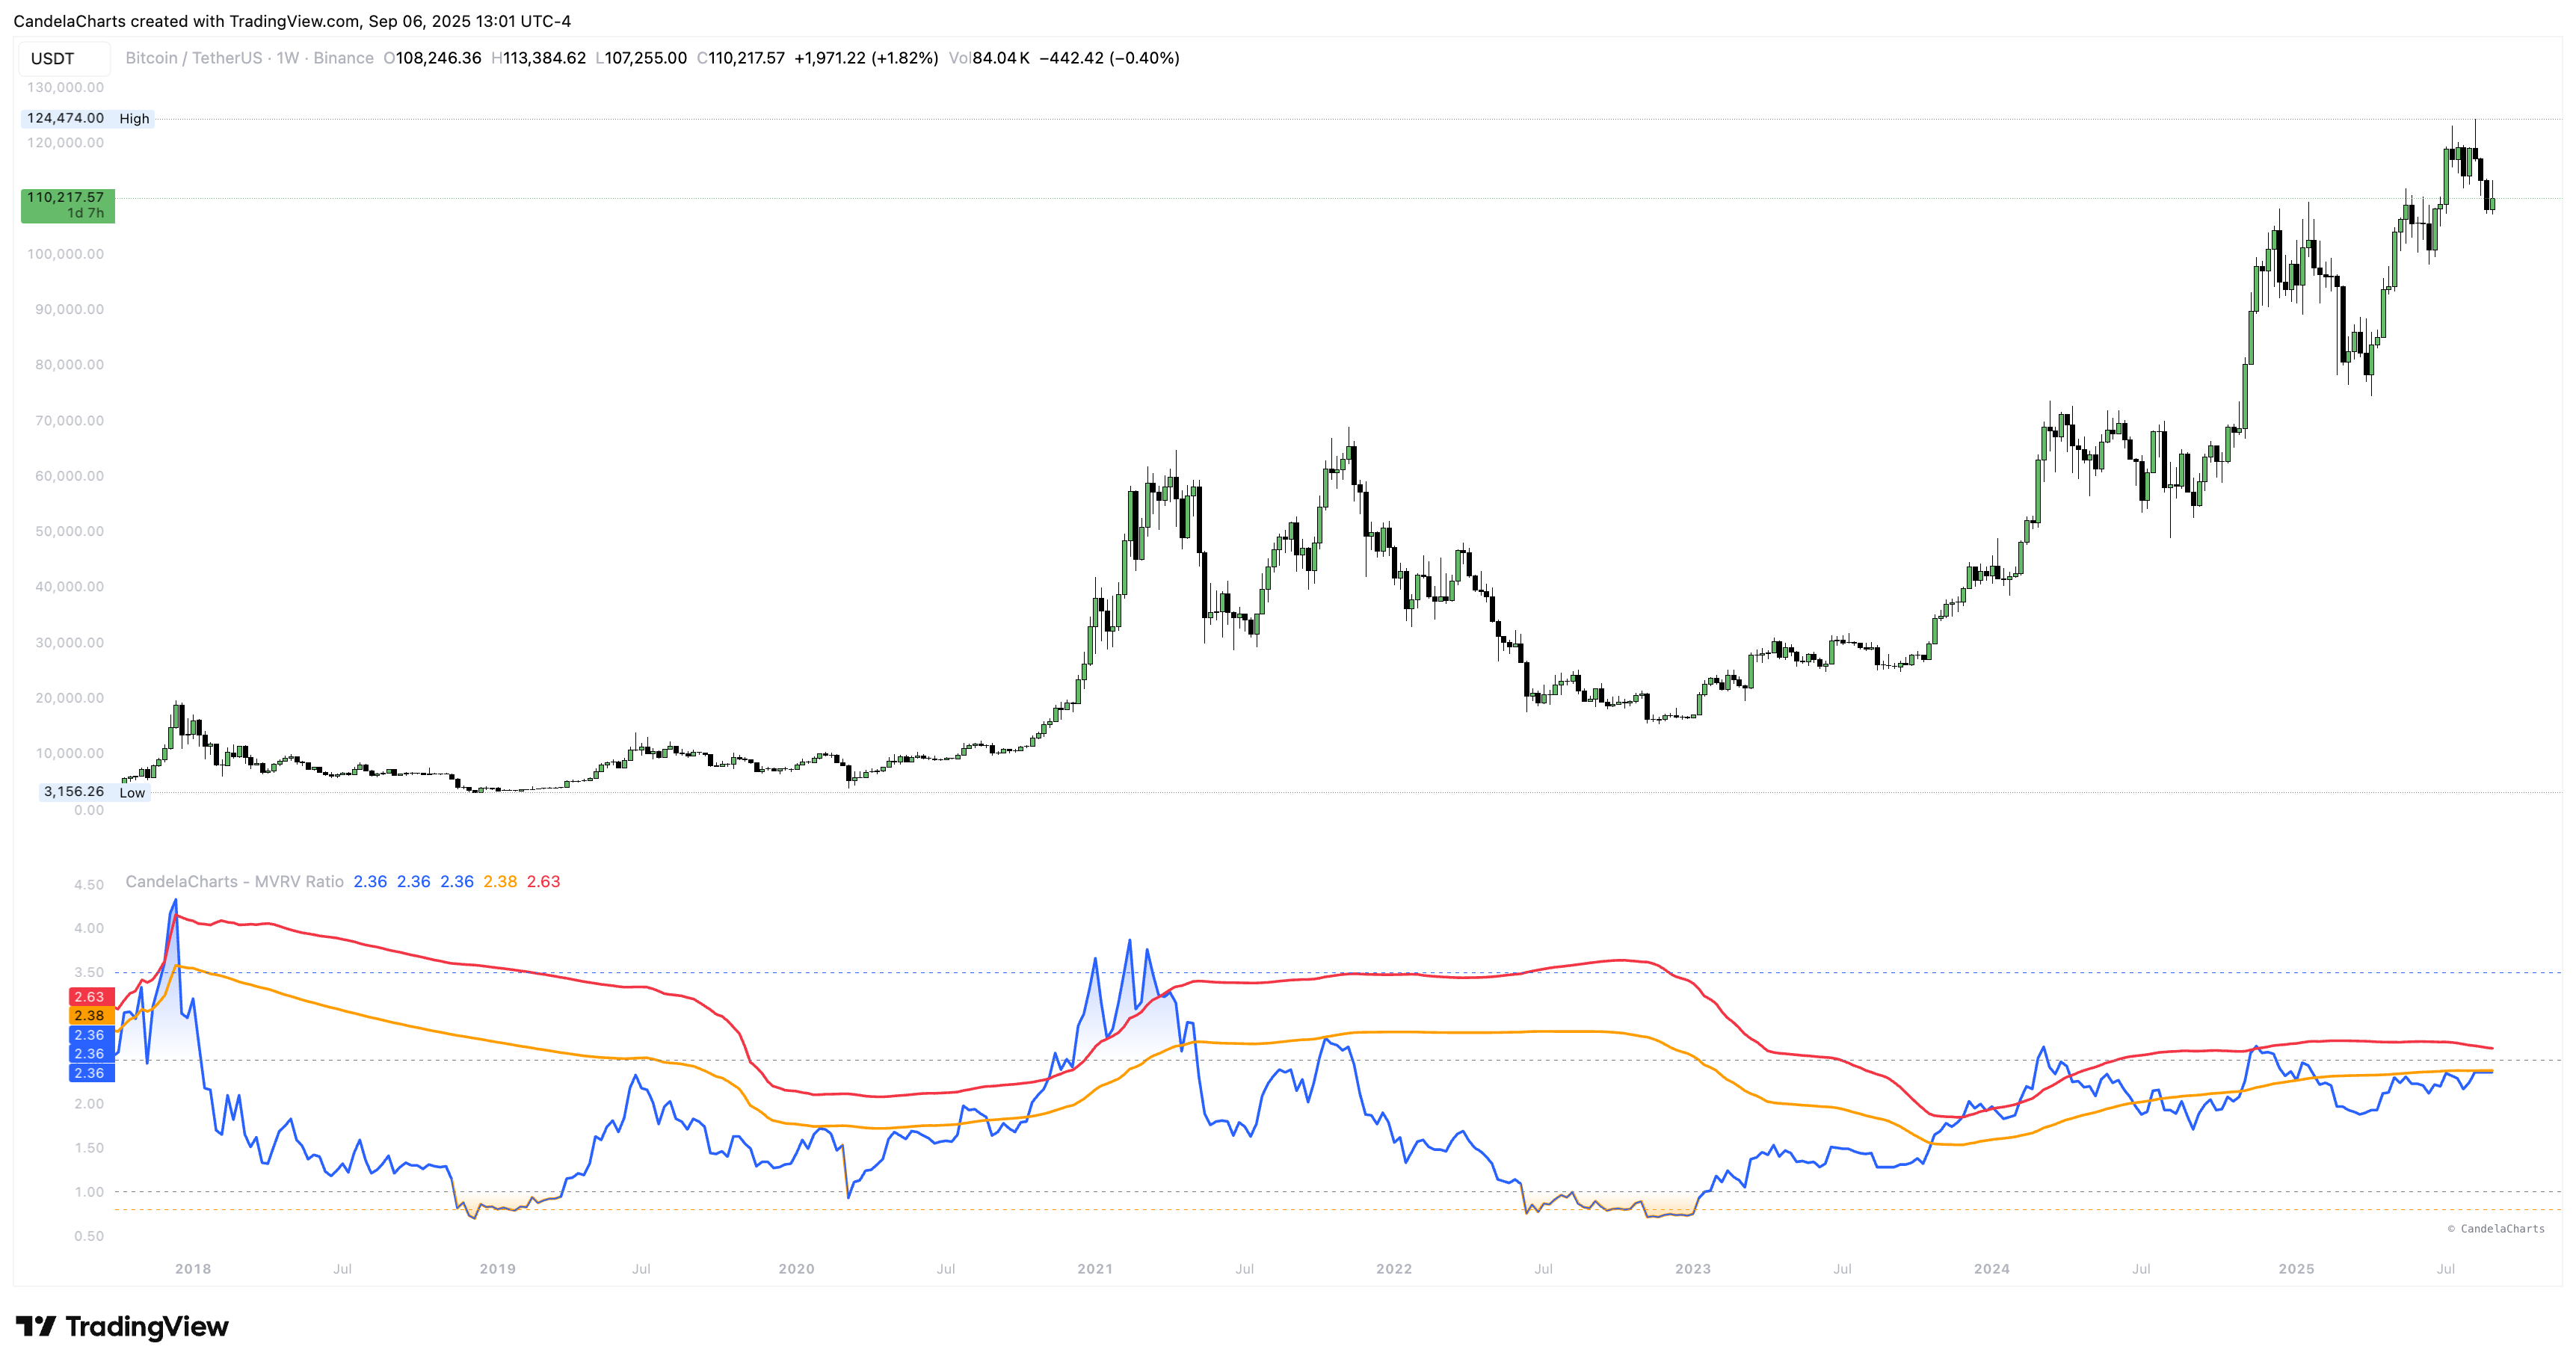 CandelaCharts created with TradingView.com, Sep 06, 2025 13:01 UTC-4
USDT Bitcoin / TetherUS · 1W · Binance O108,246.36 H113,384.62 L107,255.00 C110,217.57 +1,971.22 (+1.82%) Vol84.04 K −442.42 (−0.40%)
130,000.00
124,474.00 High
120,000.00
110,217.57
1d 7h
100,000.00
90,000.00
80,000.00
70,000.00
60,000.00
50,000.00
40,000.00
30,000.00
20,000.00
10,000.00
3,156.26 Low
0.00
4.50 CandelaCharts - MVRV Ratio 2.36 2.36 2.36 2.38 2.63
4.00
3.50
2.63
2.38
2.36
2.36
2.36
2.00
1.50
1.00
0.50
© CandelaCharts
2018 Jul 2019 Jul 2020 Jul 2021 Jul 2022 Jul 2023 Jul 2024 Jul 2025 Jul
TradingView